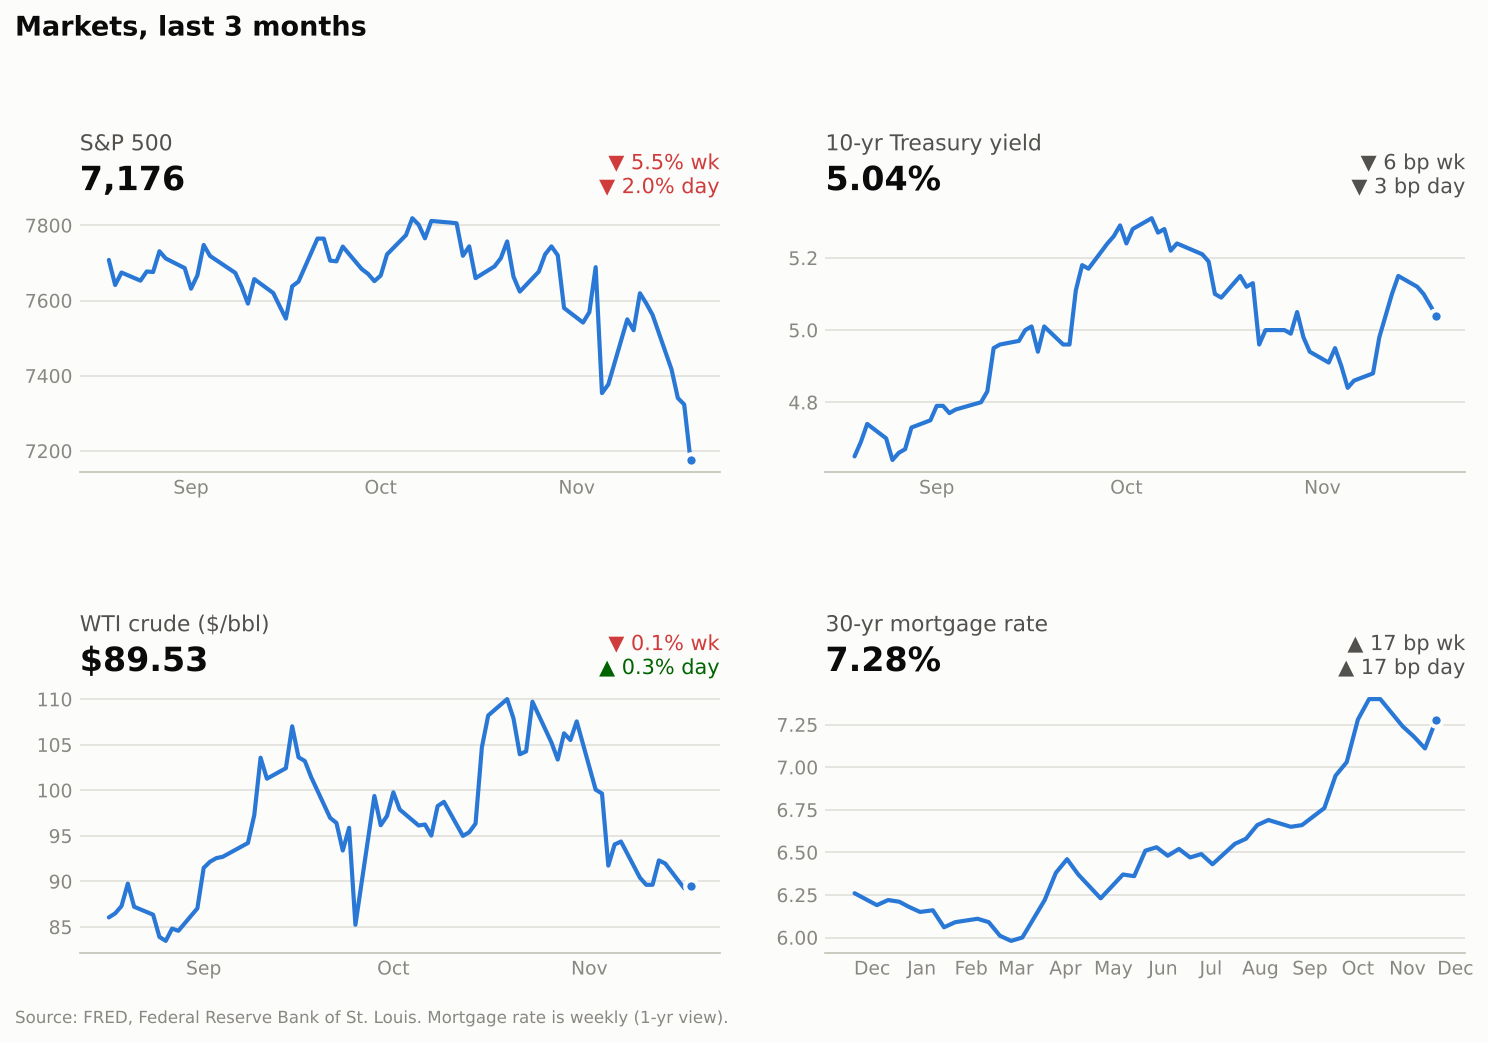 Markets, last 3 months
S&P 500
7,176
▼ 5.5% wk
▼ 2.0% day
7800
7600
7400
7200
Sep Oct Nov
10-yr Treasury yield
5.04%
▼ 6 bp wk
▼ 3 bp day
5.2
5.0
4.8
Sep Oct Nov
WTI crude ($/bbl)
$89.53
▼ 0.1% wk
▲ 0.3% day
110
105
100
95
90
85
Sep Oct Nov
30-yr mortgage rate
7.28%
▲ 17 bp wk
▲ 17 bp day
7.25
7.00
6.75
6.50
6.25
6.00
Dec Jan Feb Mar Apr May Jun Jul Aug Sep Oct Nov Dec
Source: FRED, Federal Reserve Bank of St. Louis. Mortgage rate is weekly (1-yr view).